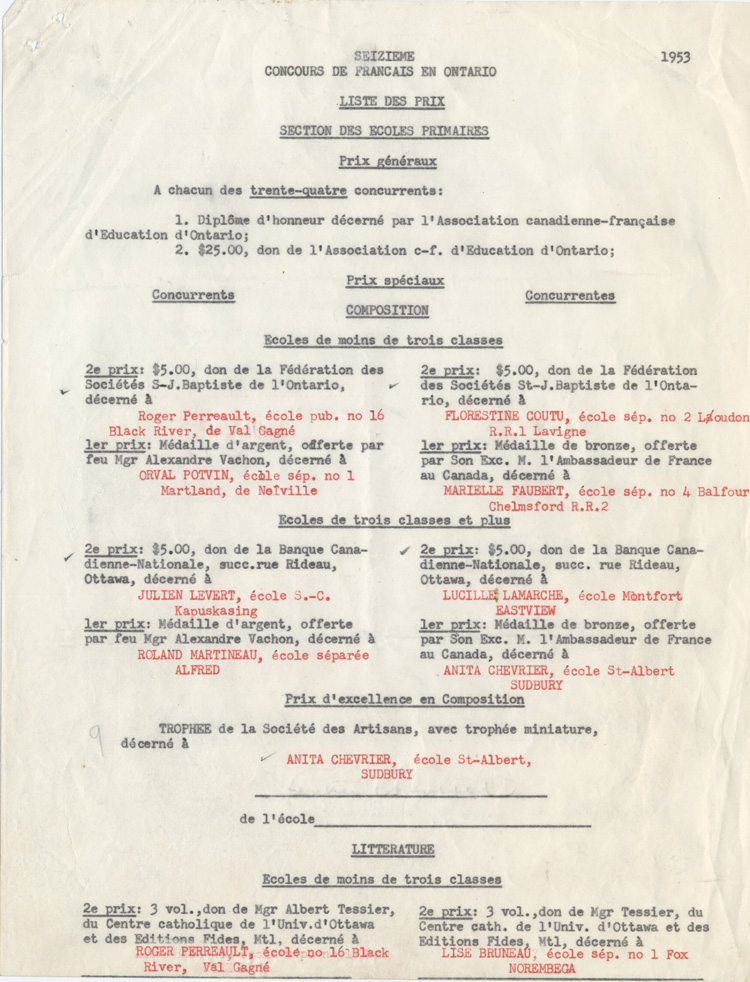 SEIZIEME 1953
CONCOURS DE FRANCAIS EN ONTARIO
LISTE DES PRIX
SECTION DES ECOLES PRIMAIRES
Prix généraux
A chacun des trente-quatre concurrents:
1. Diplôme d'honneur décerné par l'Association canadienne-française
d'Education d'Ontario;
2. $25.00, don de l'Association c-f. d'Education d'Ontario;
Prix spéciaux
Concurrents Concurrentes
COMPOSITION
Ecoles de moins de trois classes
2e prix: $5.00, don de la Fédération des
Sociétés S-J.Baptiste de l'Ontario,
décerné à
Roger Perreault, école pub. no 16
Black River, de Val Gagné
1er prix: Médaille d'argent, offerte par
feu Mgr Alexandre Vachon, décerné à
ORVAL POTVIN, école sép. no 1
Martland, de Noëlville
2e prix: $5.00, don de la Fédération
des Sociétés St-J.Baptiste de l'Onta-
rio, décerné à
FLORESTINE COUTU, école sép. no 2 Loudon
R.R.1 Lavigne
1er prix: Médaille de bronze, offerte
par Son Exc. M. l'Ambassadeur de France
au Canada, décerné à
MARIELLE FAUBERT, école sép. no 4 Balfour
Chelmsford R.R.2
Ecoles de trois classes et plus
2e prix: $5.00, don de la Banque Cana-
dienne-Nationale, succ.rue Rideau,
Ottawa, décerné à
JULIEN LEVERT, école S.-C.
Kapuskasing
1er prix: Médaille d'argent, offerte
par feu Mgr Alexandre Vachon, décerné à
ROLAND MARTINEAU, école séparée
ALFRED
2e prix: $5.00, don de la Banque Cana-
dienne-Nationale, succ. rue Rideau,
Ottawa, décerné à
LUCILLE LAMARCHE, école Montfort
EASTVIEW
1er prix: Médaille de bronze, offerte
par Son Exc. M. l'Ambassadeur de France
au Canada, décerné à
ANITA CHEVRIER, école St-Albert
SUDBURY
Prix d'excellence en Composition
9
TROPHEE de la Société des Artisans, avec trophée miniature,
décerné à
ANITA CHEVRIER, école St-Albert,
SUDBURY
de l'école
LITTERATURE
Ecoles de moins de trois classes
2e prix: 3 vol.,don de Mgr Albert Tessier,
du Centre catholique de l'Univ.d'Ottawa
et des Editions Fides, Mtl, décerné à
ROGER PERREAULT, école pub. no 16 Black
River, Val Gagné
2e prix: 3 vol.,don de Mgr Tessier, du
Centre cath. de l'Univ. d'Ottawa et des
Editions Fides, Mtl, décerné à
LISE BRUNEAU, école sép. no 1 Fox
NOREMBEGA